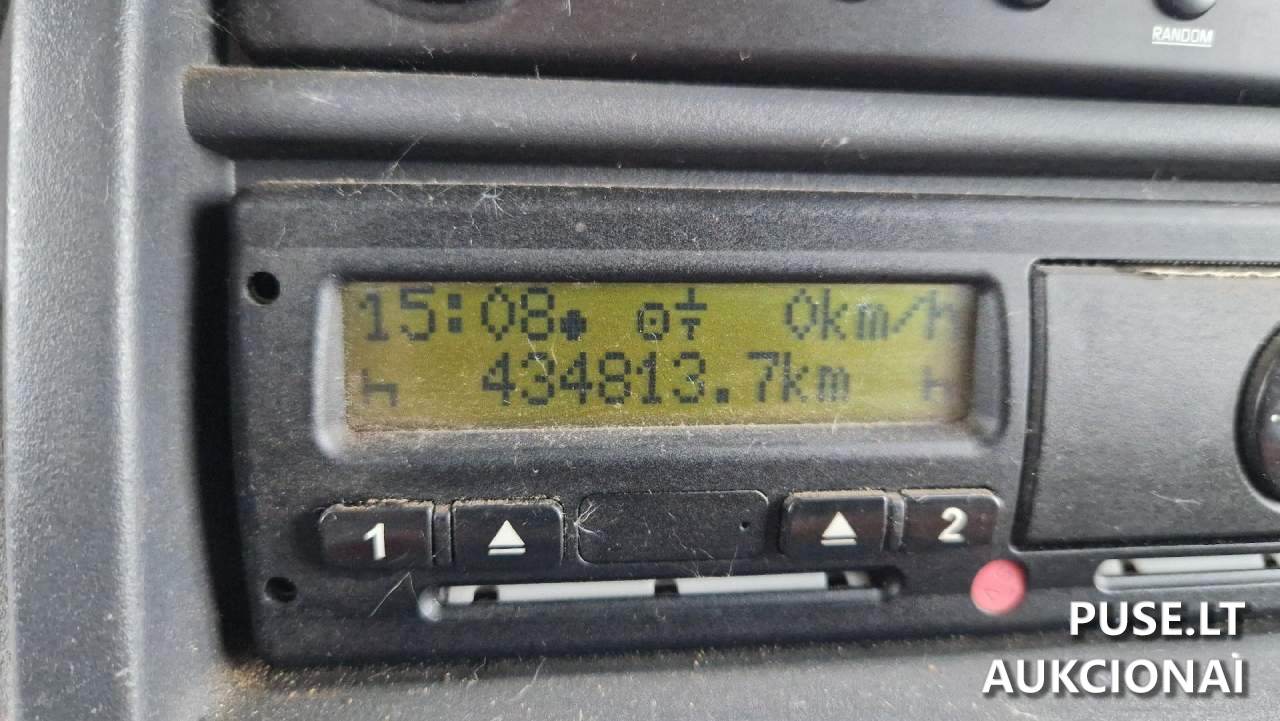 RANDOM
15:08 0km/h
434813.7km
1 2
PUSE.LT
AUKCIONAI